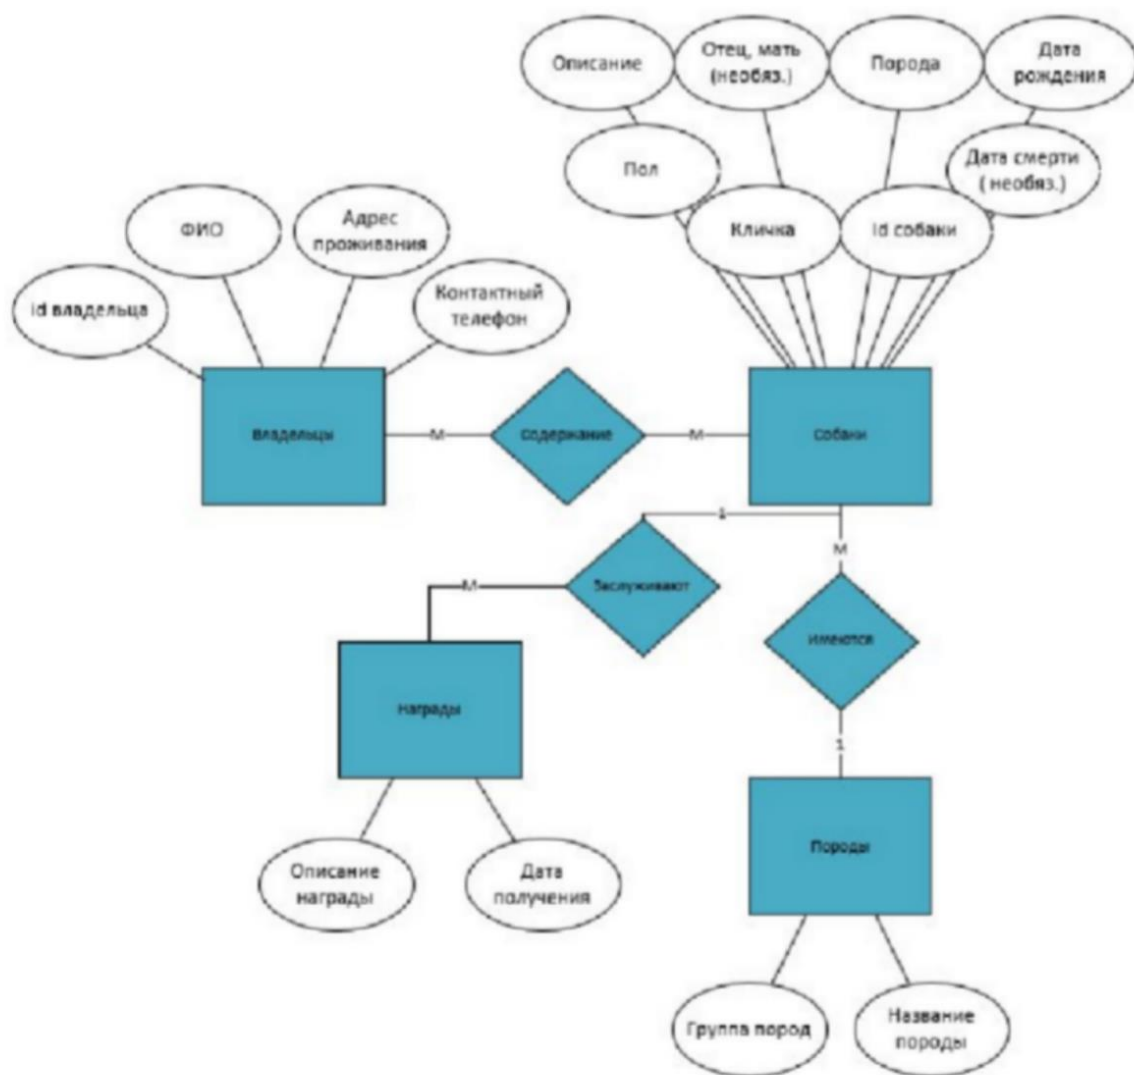 Описание
Отец, мать
(необяз.)
Порода
Дата
рождения
Пол
Дата смерти
( необяз.)
Кличка
Id собаки
ФИО
Адрес
проживания
id владельца
Контактный
телефон
Владельцы
М
Содержание
М
Собаки
1
М
М
Заслуживают
Имеются
Награды
1
Породы
Описание
награды
Дата
получения
Группа пород
Название
породы